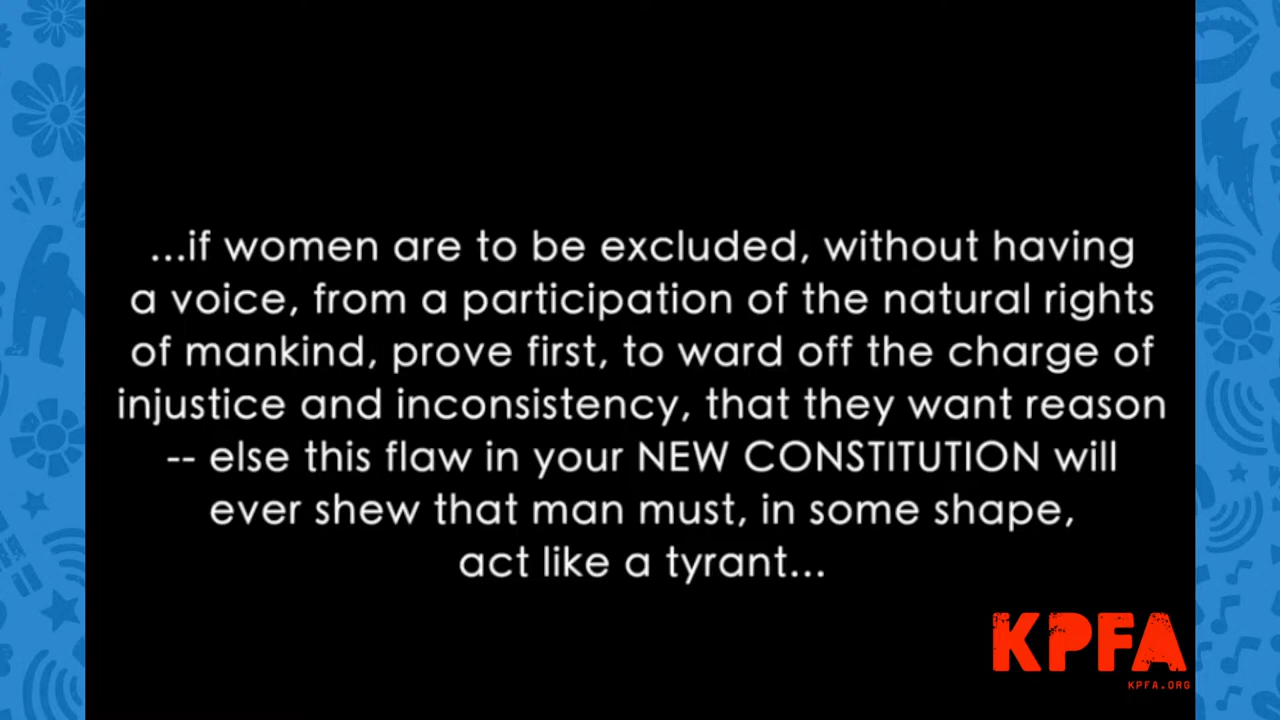 ...if women are to be excluded, without having
a voice, from a participation of the natural rights
of mankind, prove first, to ward off the charge of
injustice and inconsistency, that they want reason
-- else this flaw in your NEW CONSTITUTION will
ever shew that man must, in some shape,
act like a tyrant...
KPFA
KPFA.ORG